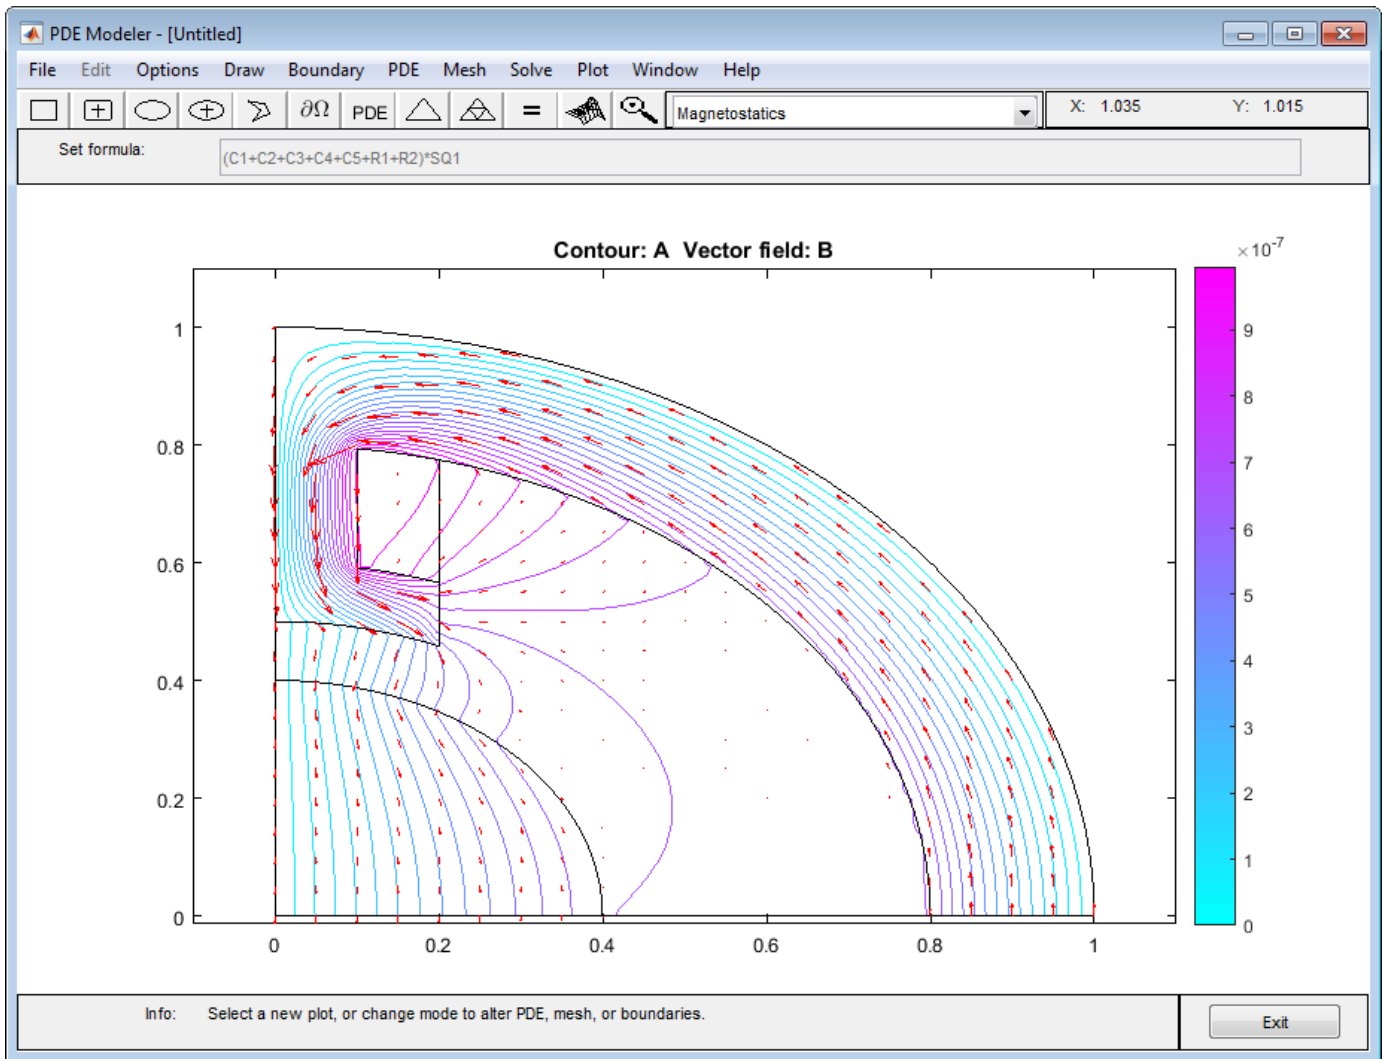 PDE Modeler - [Untitled]
File Edit Options Draw Boundary PDE Mesh Solve Plot Window Help
∂Ω PDE = Magnetostatics X: 1.035 Y: 1.015
Set formula: (C1+C2+C3+C4+C5+R1+R2)*SQ1
Contour: A Vector field: B
×10^-7
1
0.8
0.6
0.4
0.2
0
0 0.2 0.4 0.6 0.8 1
9
8
7
6
5
4
3
2
1
0
Info: Select a new plot, or change mode to alter PDE, mesh, or boundaries.
Exit